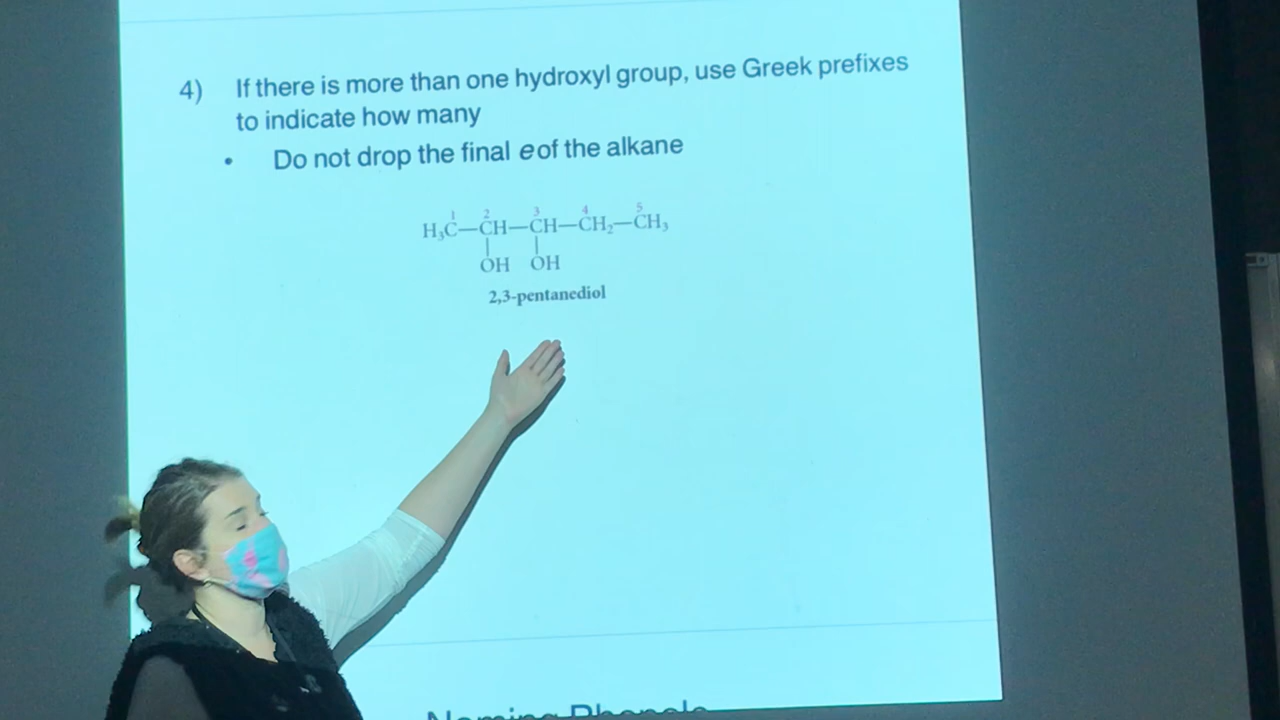 4) If there is more than one hydroxyl group, use Greek prefixes
to indicate how many
• Do not drop the final e of the alkane
1 2 3 4 5
H₃C—CH—CH—CH₂—CH₃
OH OH
2,3-pentanediol
Naming Phenols